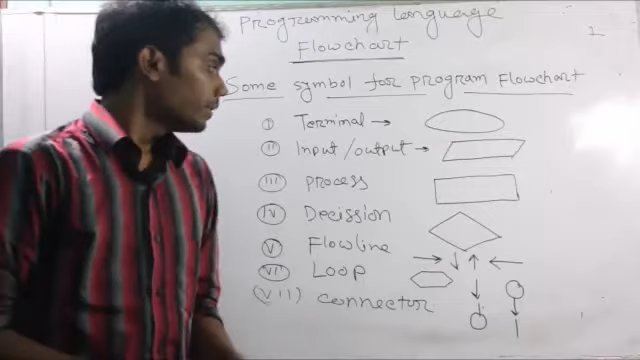 Programming Language
Flowchart
1
Some symbol for program Flowchart
I Terminal →
II Input/output →
III process
IV Decission
V Flowline
VI Loop
(VII) connector